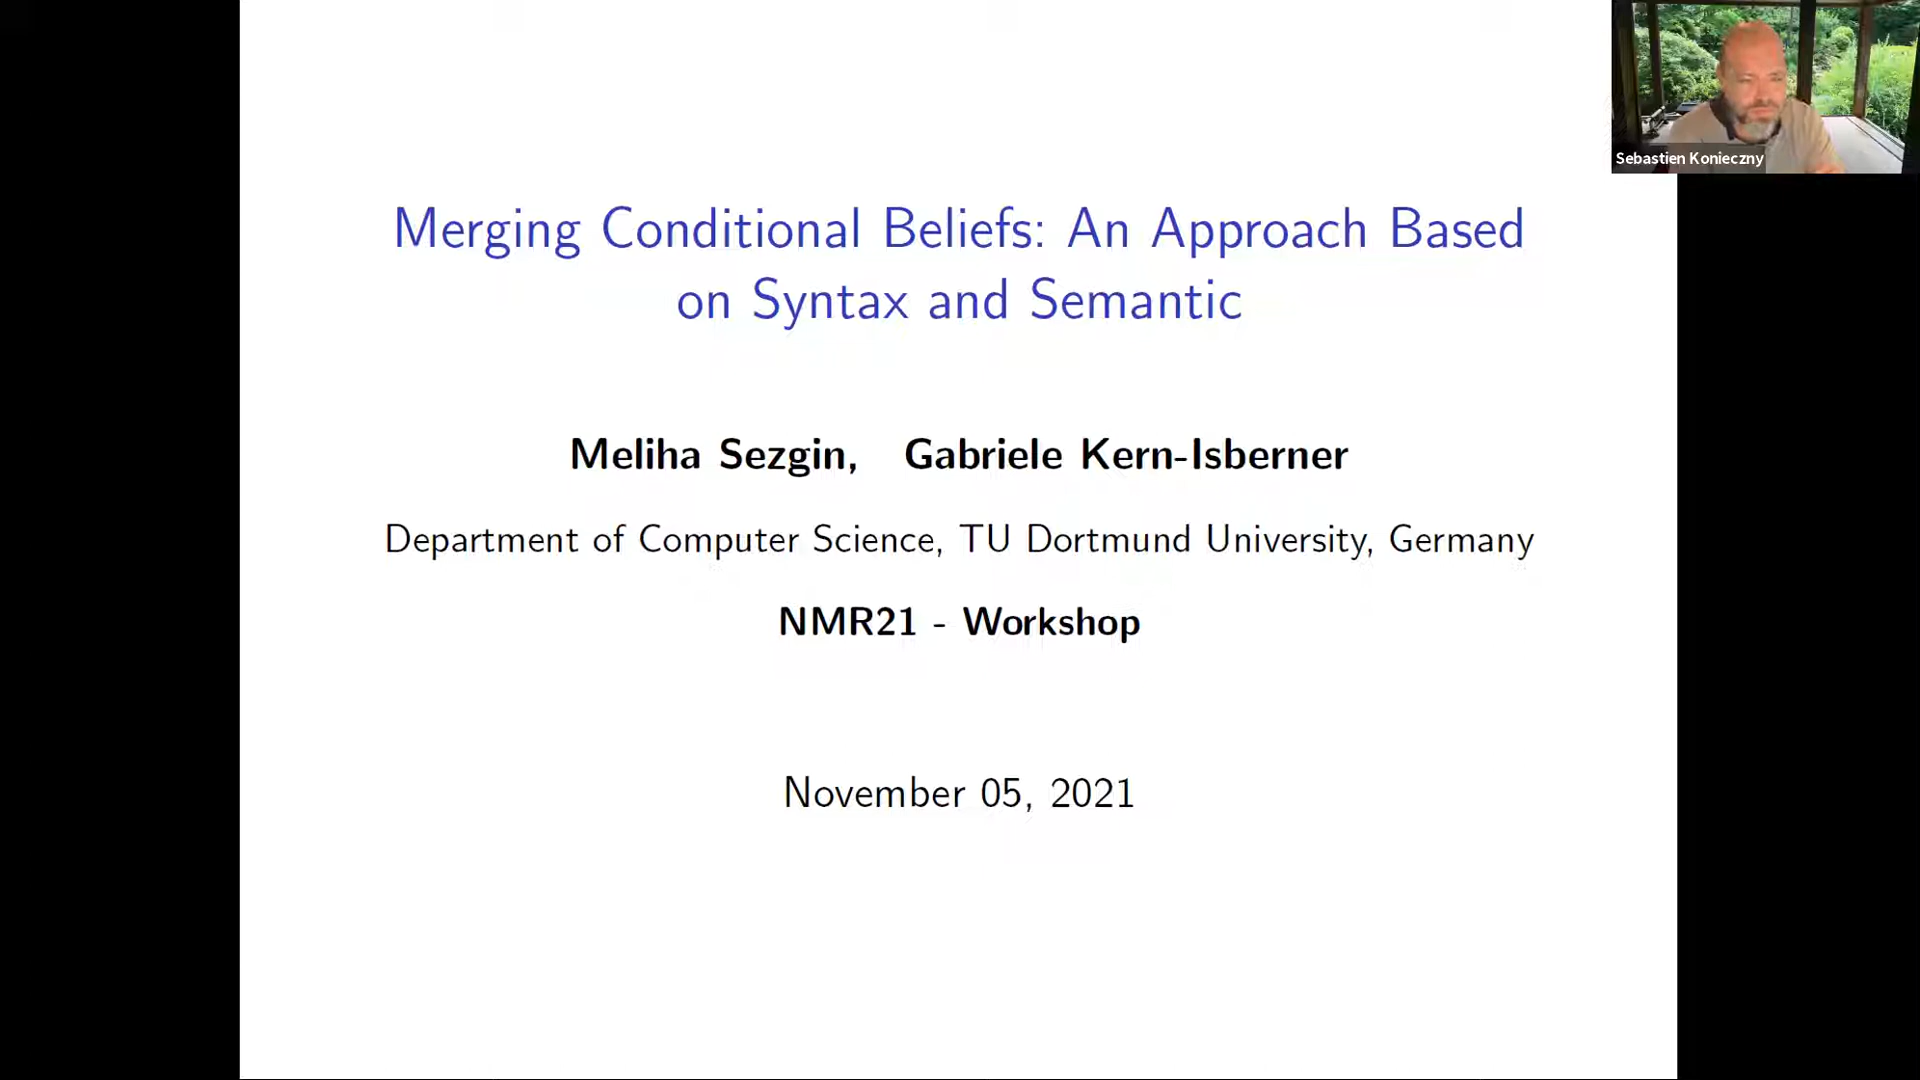 Sebastien Konieczny
Merging Conditional Beliefs: An Approach Based
on Syntax and Semantic
Meliha Sezgin, Gabriele Kern-Isberner
Department of Computer Science, TU Dortmund University, Germany
NMR21 - Workshop
November 05, 2021